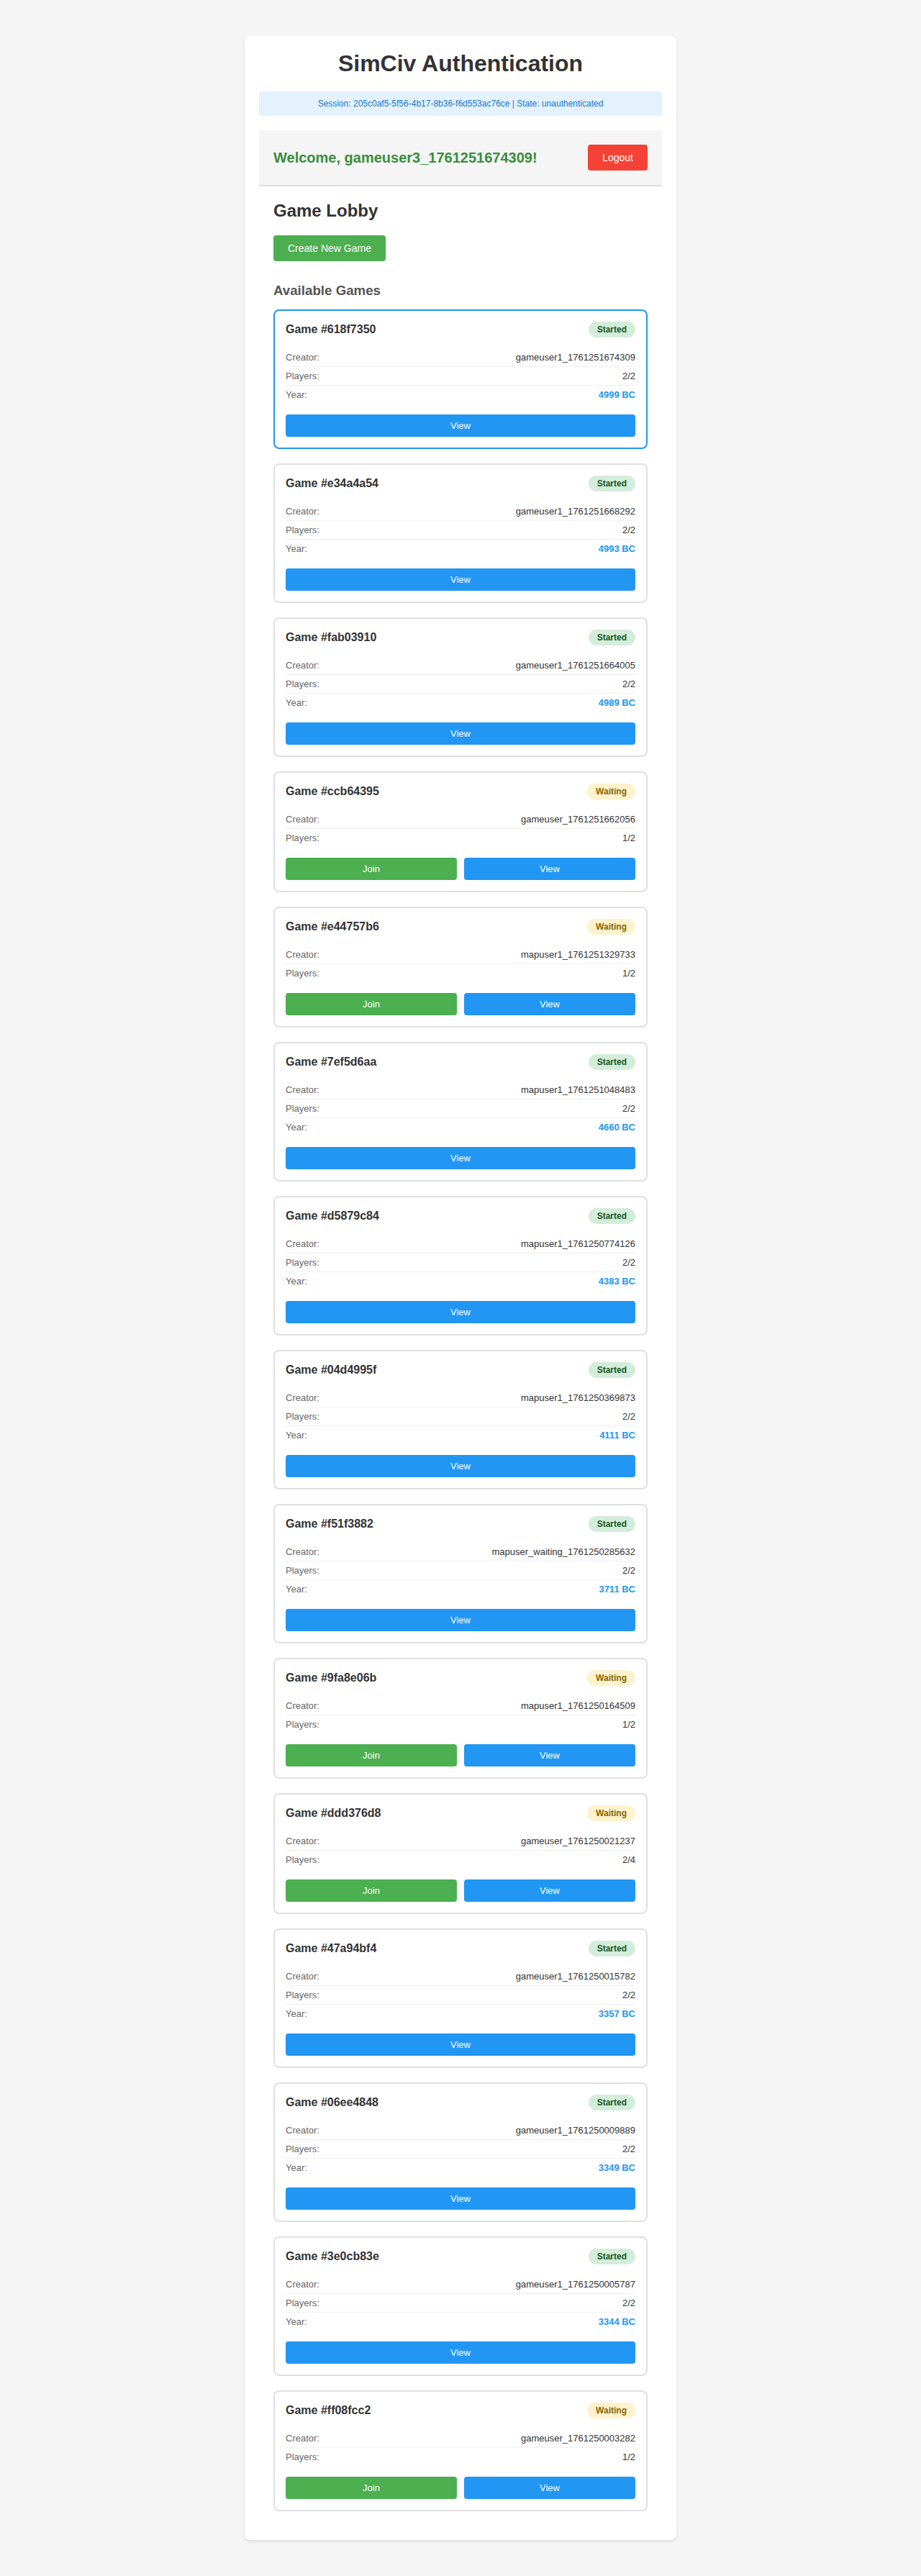 SimCiv Authentication
Session: 205c0af5-5f56-4b17-8b36-f6d553ac76ce | State: unauthenticated
Welcome, gameuser3_1761251674309!
Logout
Game Lobby
Create New Game
Available Games
Game #618f7350 Started
Creator: gameuser1_1761251674309
Players: 2/2
Year: 4999 BC
View
Game #e34a4a54 Started
Creator: gameuser1_1761251668292
Players: 2/2
Year: 4993 BC
View
Game #fab03910 Started
Creator: gameuser1_1761251664005
Players: 2/2
Year: 4989 BC
View
Game #ccb64395 Waiting
Creator: gameuser_1761251662056
Players: 1/2
Join View
Game #e44757b6 Waiting
Creator: mapuser1_1761251329733
Players: 1/2
Join View
Game #7ef5d6aa Started
Creator: mapuser1_1761251048483
Players: 2/2
Year: 4660 BC
View
Game #d5879c84 Started
Creator: mapuser1_1761250774126
Players: 2/2
Year: 4383 BC
View
Game #04d4995f Started
Creator: mapuser1_1761250369873
Players: 2/2
Year: 4111 BC
View
Game #f51f3882 Started
Creator: mapuser_waiting_1761250285632
Players: 2/2
Year: 3711 BC
View
Game #9fa8e06b Waiting
Creator: mapuser1_1761250164509
Players: 1/2
Join View
Game #ddd376d8 Waiting
Creator: gameuser_1761250021237
Players: 2/4
Join View
Game #47a94bf4 Started
Creator: gameuser1_1761250015782
Players: 2/2
Year: 3357 BC
View
Game #06ee4848 Started
Creator: gameuser1_1761250009889
Players: 2/2
Year: 3349 BC
View
Game #3e0cb83e Started
Creator: gameuser1_1761250005787
Players: 2/2
Year: 3344 BC
View
Game #ff08fcc2 Waiting
Creator: gameuser_1761250003282
Players: 1/2
Join View